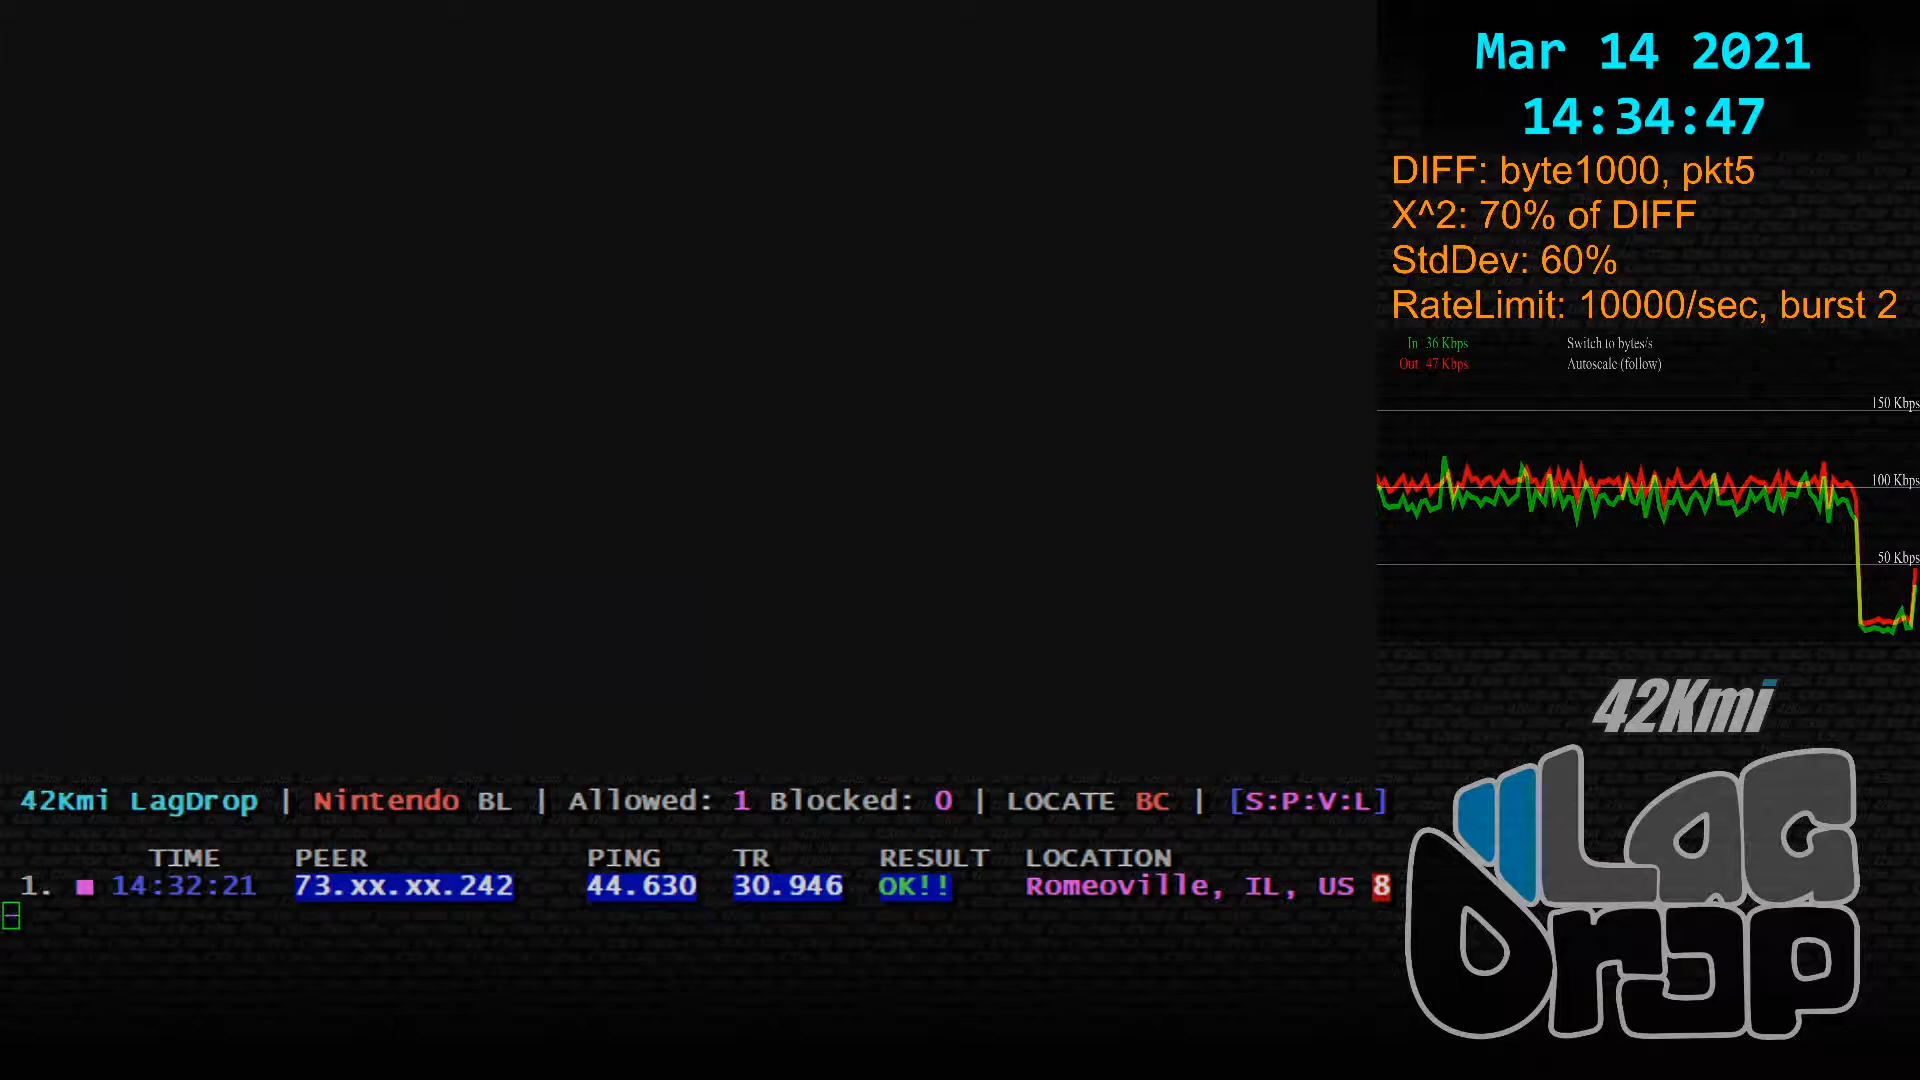 Mar 14 2021
14:34:47
DIFF: byte1000, pkt5
X^2: 70% of DIFF
StdDev: 60%
RateLimit: 10000/sec, burst 2
In 36 Kbps Switch to bytes/s
Out 47 Kbps Autoscale (follow)
150 Kbps
100 Kbps
50 Kbps
42Kmi
LAG
Drop
42Kmi LagDrop | Nintendo BL | Allowed: 1 Blocked: 0 | LOCATE BC | [S:P:V:L]
TIME PEER PING TR RESULT LOCATION
1. 14:32:21 73.xx.xx.242 44.630 30.946 OK!! Romeoville, IL, US 8